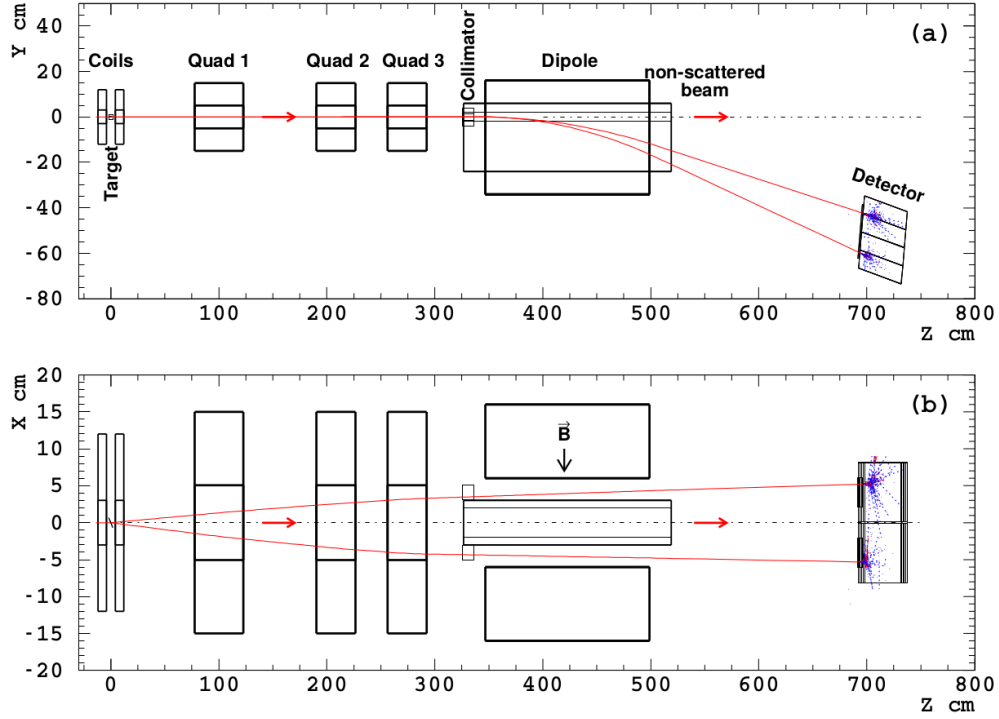 Y cm
40
20
0
-20
-40
-60
-80
(a)
Coils
Quad 1
Quad 2
Quad 3
Collimator
Dipole
non-scattered
beam
Target
Detector
0
100
200
300
400
500
600
700
800
Z cm
X cm
20
15
10
5
0
-5
-10
-15
-20
(b)
B
0
100
200
300
400
500
600
700
800
Z cm